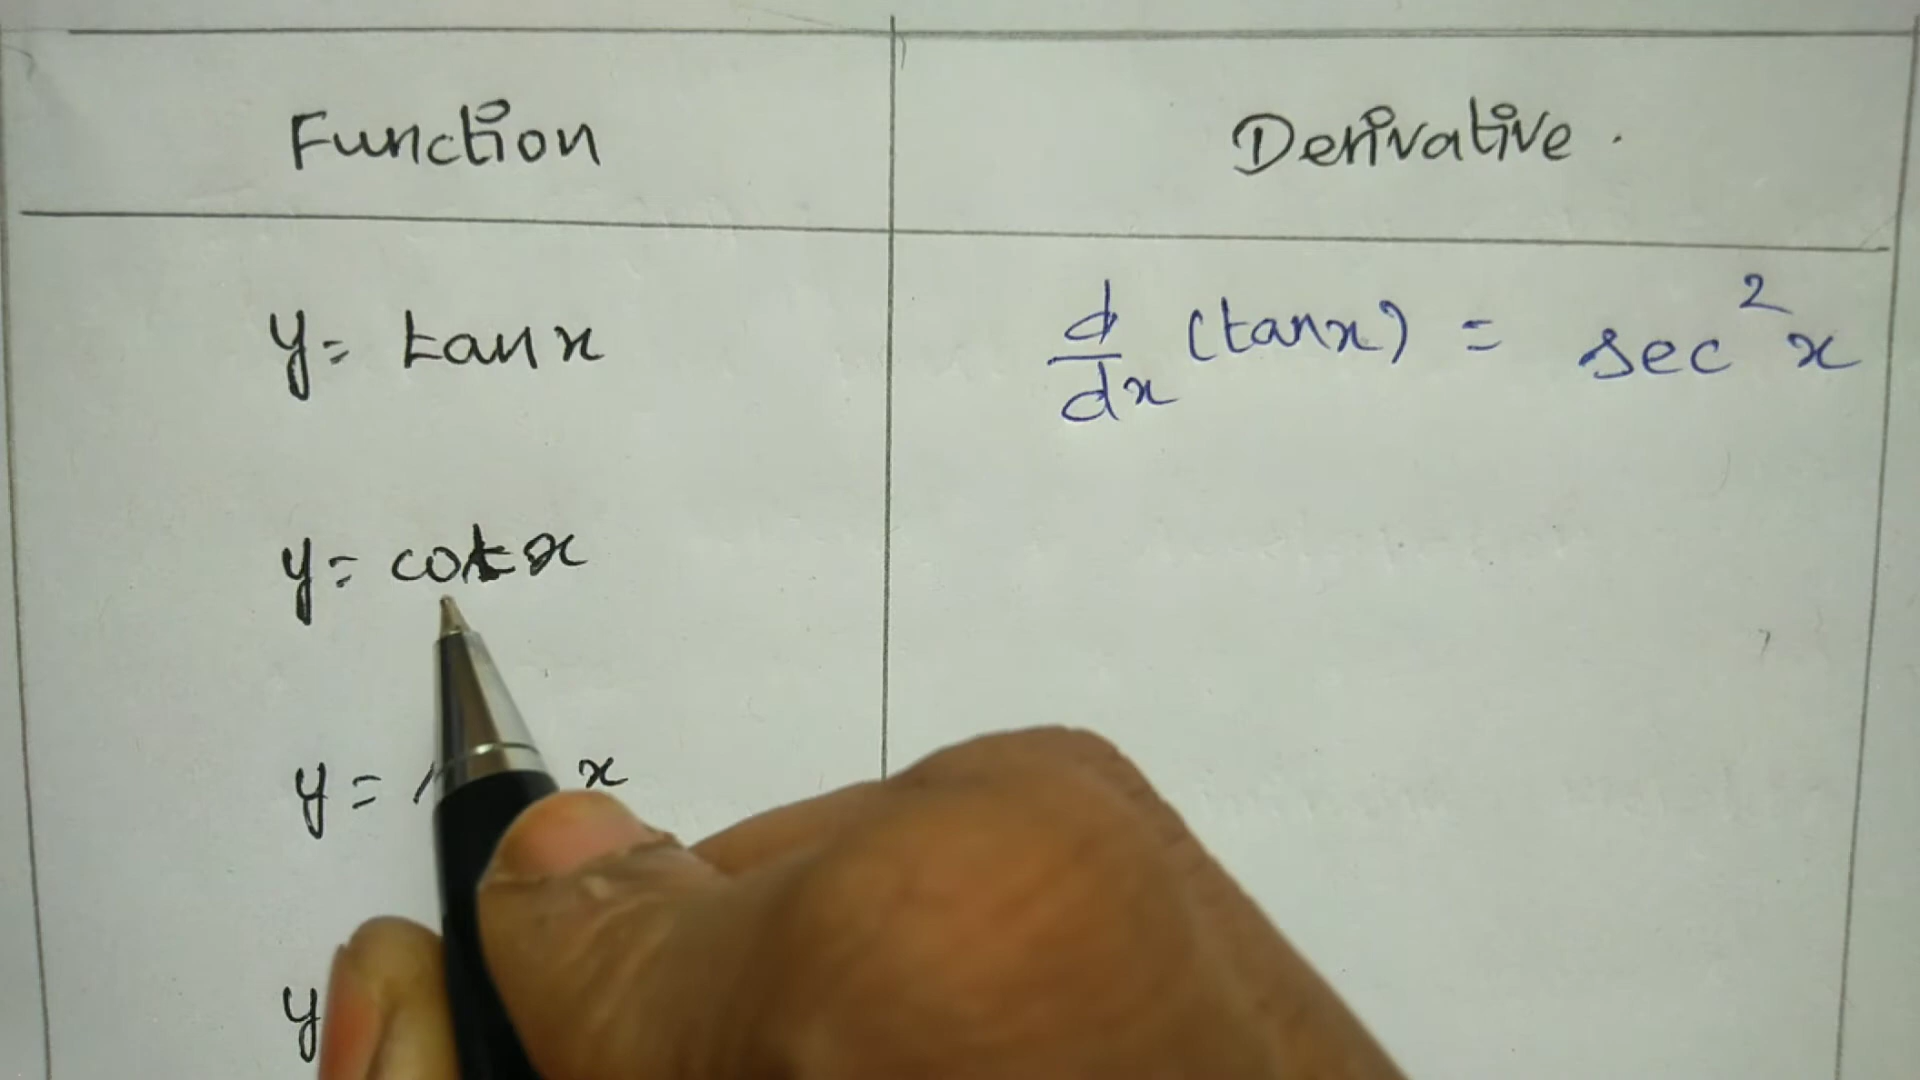 Function Derivative.
y = tan x d/dx (tan x) = sec² x
y = cot x
y = x
y